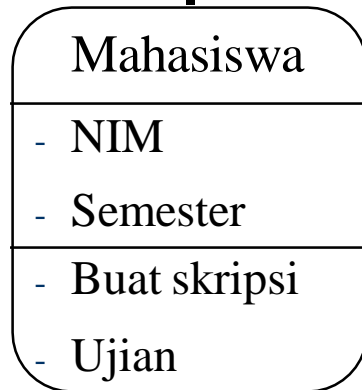 Mahasiswa
- NIM
- Semester
- Buat skripsi
- Ujian